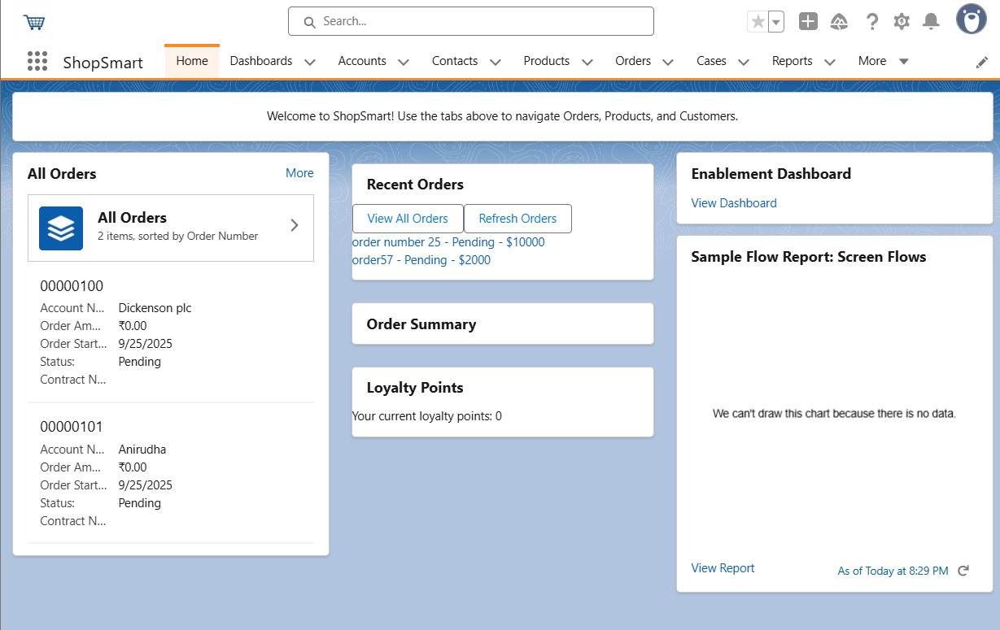 Search...
ShopSmart
Home
Dashboards
Accounts
Contacts
Products
Orders
Cases
Reports
More
Welcome to ShopSmart! Use the tabs above to navigate Orders, Products, and Customers.
All Orders
More
All Orders
2 items, sorted by Order Number
00000100
Account N... Dickenson plc
Order Am... ₹0.00
Order Start... 9/25/2025
Status: Pending
Contract N...
00000101
Account N... Anirudha
Order Am... ₹0.00
Order Start... 9/25/2025
Status: Pending
Contract N...
Recent Orders
View All Orders
Refresh Orders
order number 25 - Pending - $10000
order57 - Pending - $2000
Order Summary
Loyalty Points
Your current loyalty points: 0
Enablement Dashboard
View Dashboard
Sample Flow Report: Screen Flows
We can't draw this chart because there is no data.
View Report
As of Today at 8:29 PM